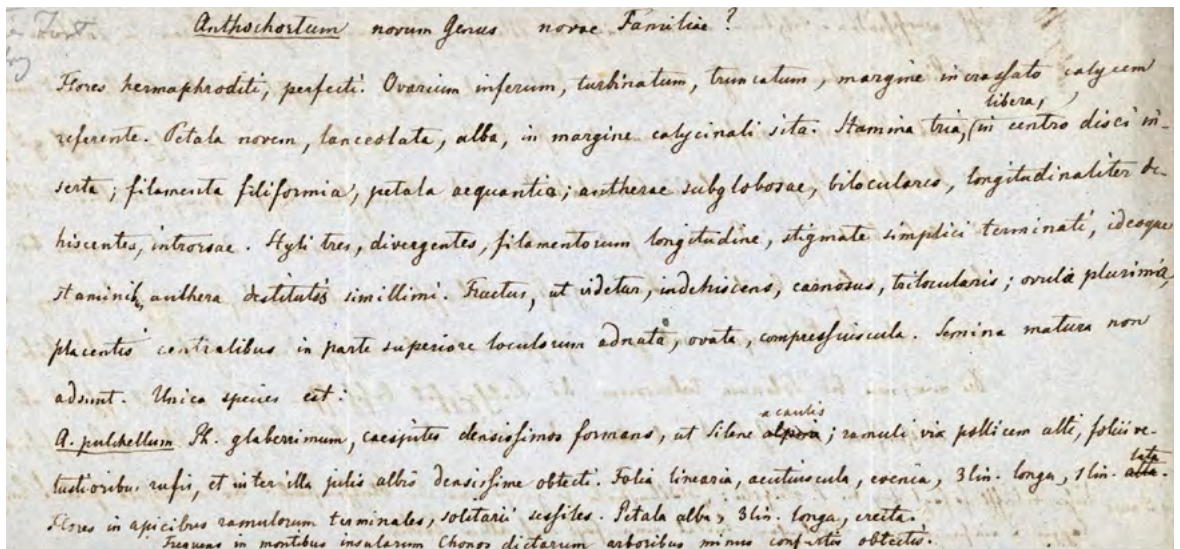 Anthochortum novum Genus novae Familiae?
Flores hermaphroditi, perfecti. Ovarium inferum, turbinatum, truncatum, margine incrassato calycem
libera,
referente. Petala novem, lanceolata, alba, in margine calycinali sita. Stamina tria, (in centro disci in-
serta; filamenta filiformia, petala aequantia; antherae subglobosae, biloculares, longitudinaliter de-
hiscentes, introrsae. Styli tres, divergentes, filamentorum longitudine, stigmate simplici terminati, ideoque
staminib, anthera destitutis simillimi. Fructus, ut videtur, indehiscens, carnosus, trilocularis; ovula plurima,
placentis centralibus in parte superiore loculorum adnata, ovata, compressiuscula. Semina matura non
adsunt. Unica species est:
acaulis
A. pulchellum Ph. glaberrimum, caespites densissimos formans, ut Silene alpina; ramuli vix pollicem alti, foliis ve-
lata
tustioribus rufis, et inter illa pilis albis densissime obtecti. Folia linearia, acutiuscula, evenia, 3 lin. longa, 1 lin. alta.
Flores in apicibus ramulorum terminales, solitarii sessiles. Petala alba, 3 lin. longa, erecta.
Frequens in montibus insularum Chonos dictarum arboribus minus confertis obtectis.